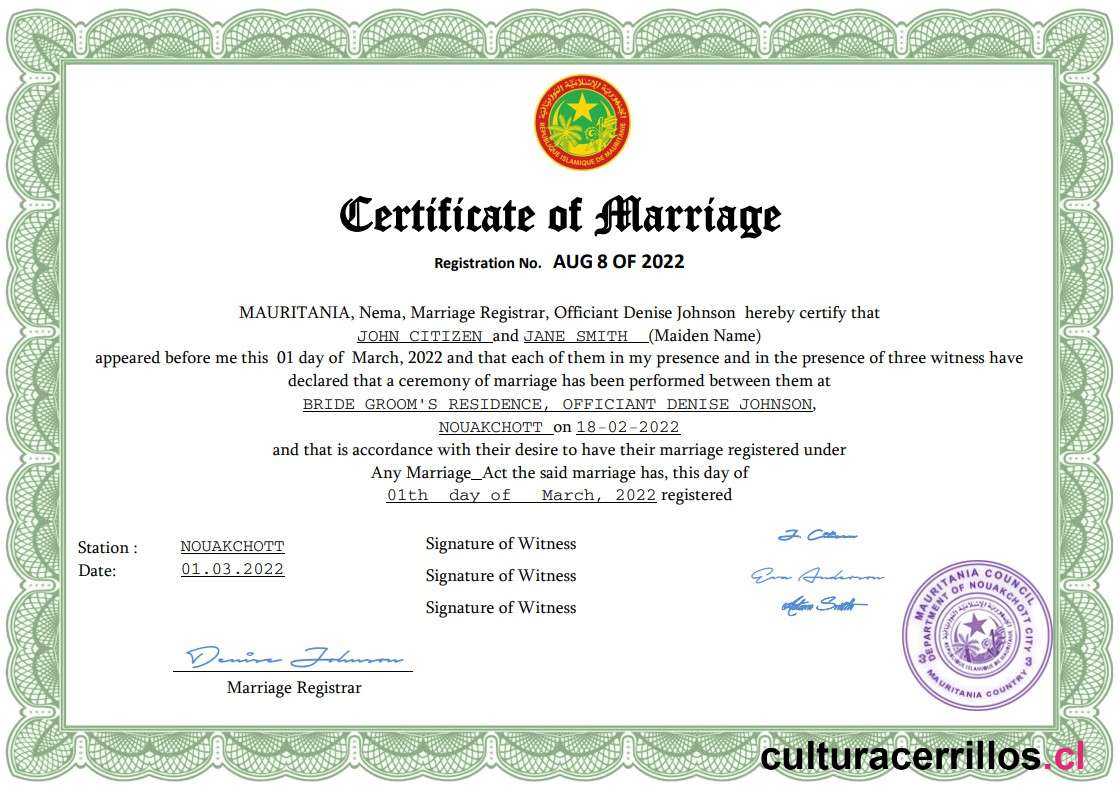 الجمهورية الإسلامية الموريتانية
REPUBLIQUE ISLAMIQUE DE MAURITANIE
Certificate of Marriage
Registration No. AUG 8 OF 2022
MAURITANIA, Nema, Marriage Registrar, Officiant Denise Johnson hereby certify that
JOHN CITIZEN and JANE SMITH (Maiden Name)
appeared before me this 01 day of March, 2022 and that each of them in my presence and in the presence of three witness have
declared that a ceremony of marriage has been performed between them at
BRIDE GROOM'S RESIDENCE, OFFICIANT DENISE JOHNSON,
NOUAKCHOTT on 18-02-2022
and that is accordance with their desire to have their marriage registered under
Any Marriage_Act the said marriage has, this day of
01th day of March, 2022 registered
Station : NOUAKCHOTT
Date: 01.03.2022
Signature of Witness
Signature of Witness Eva Anderson
Signature of Witness Adam Smith
Denise Johnson
Marriage Registrar
MAURITANIA COUNCIL
DEPARTMENT OF NOUAKCHOTT CITY
3 3
MAURITANIA COUNTRY
الجمهورية الإسلامية الموريتانية
REPUBLIQUE ISLAMIQUE DE MAURITANIE
culturacerrillos.cl